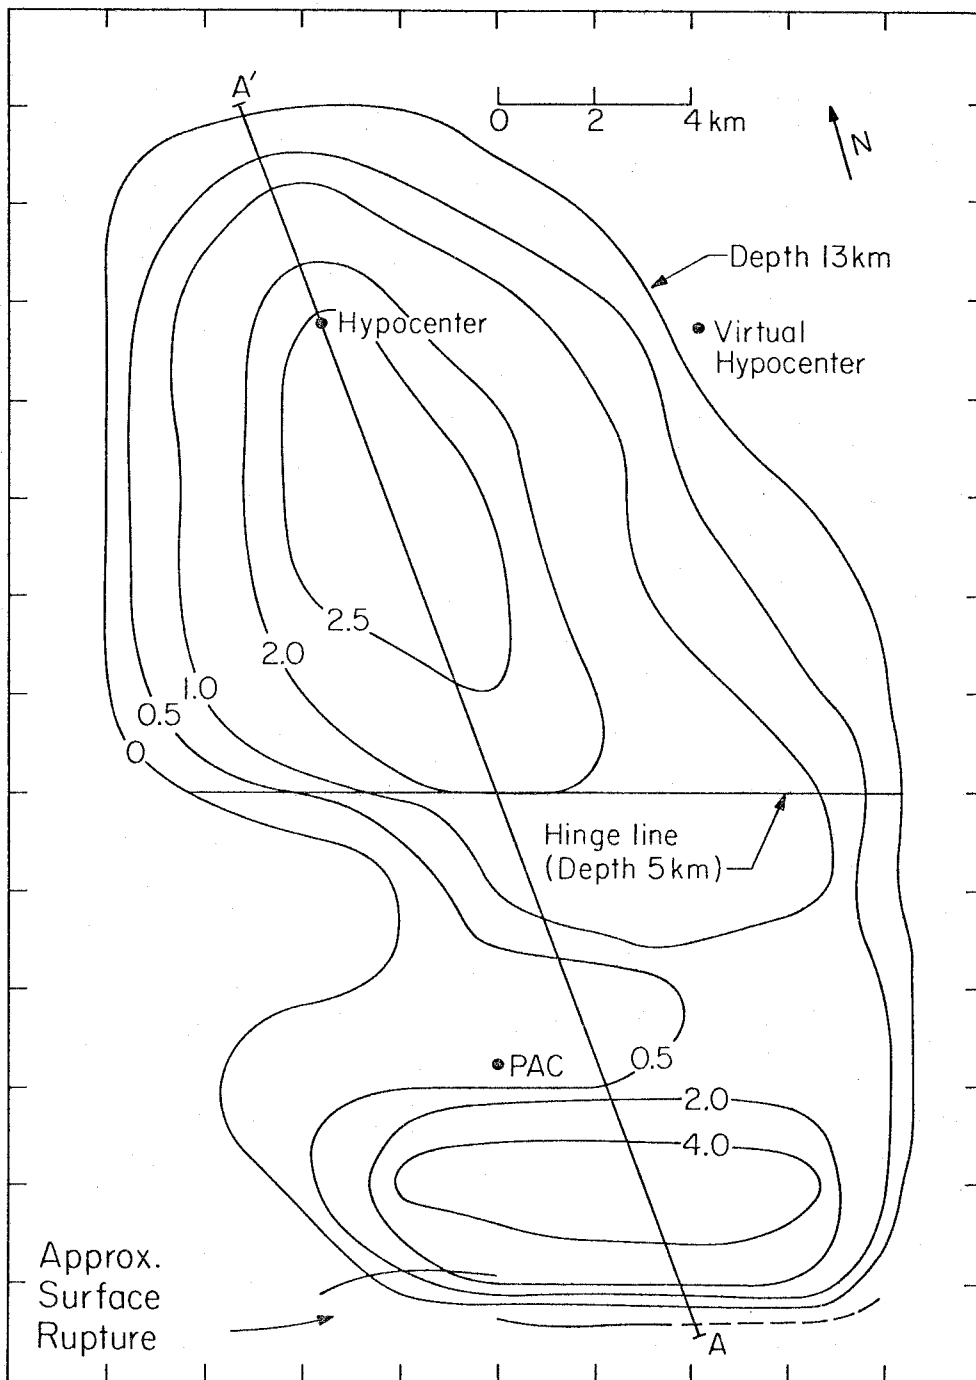 A′
0 2 4 km
N
Depth 13km
Hypocenter
Virtual
Hypocenter
2.5
2.0
1.0
0.5
0
Hinge line
(Depth 5km)
PAC
0.5
2.0
4.0
Approx.
Surface
Rupture
A